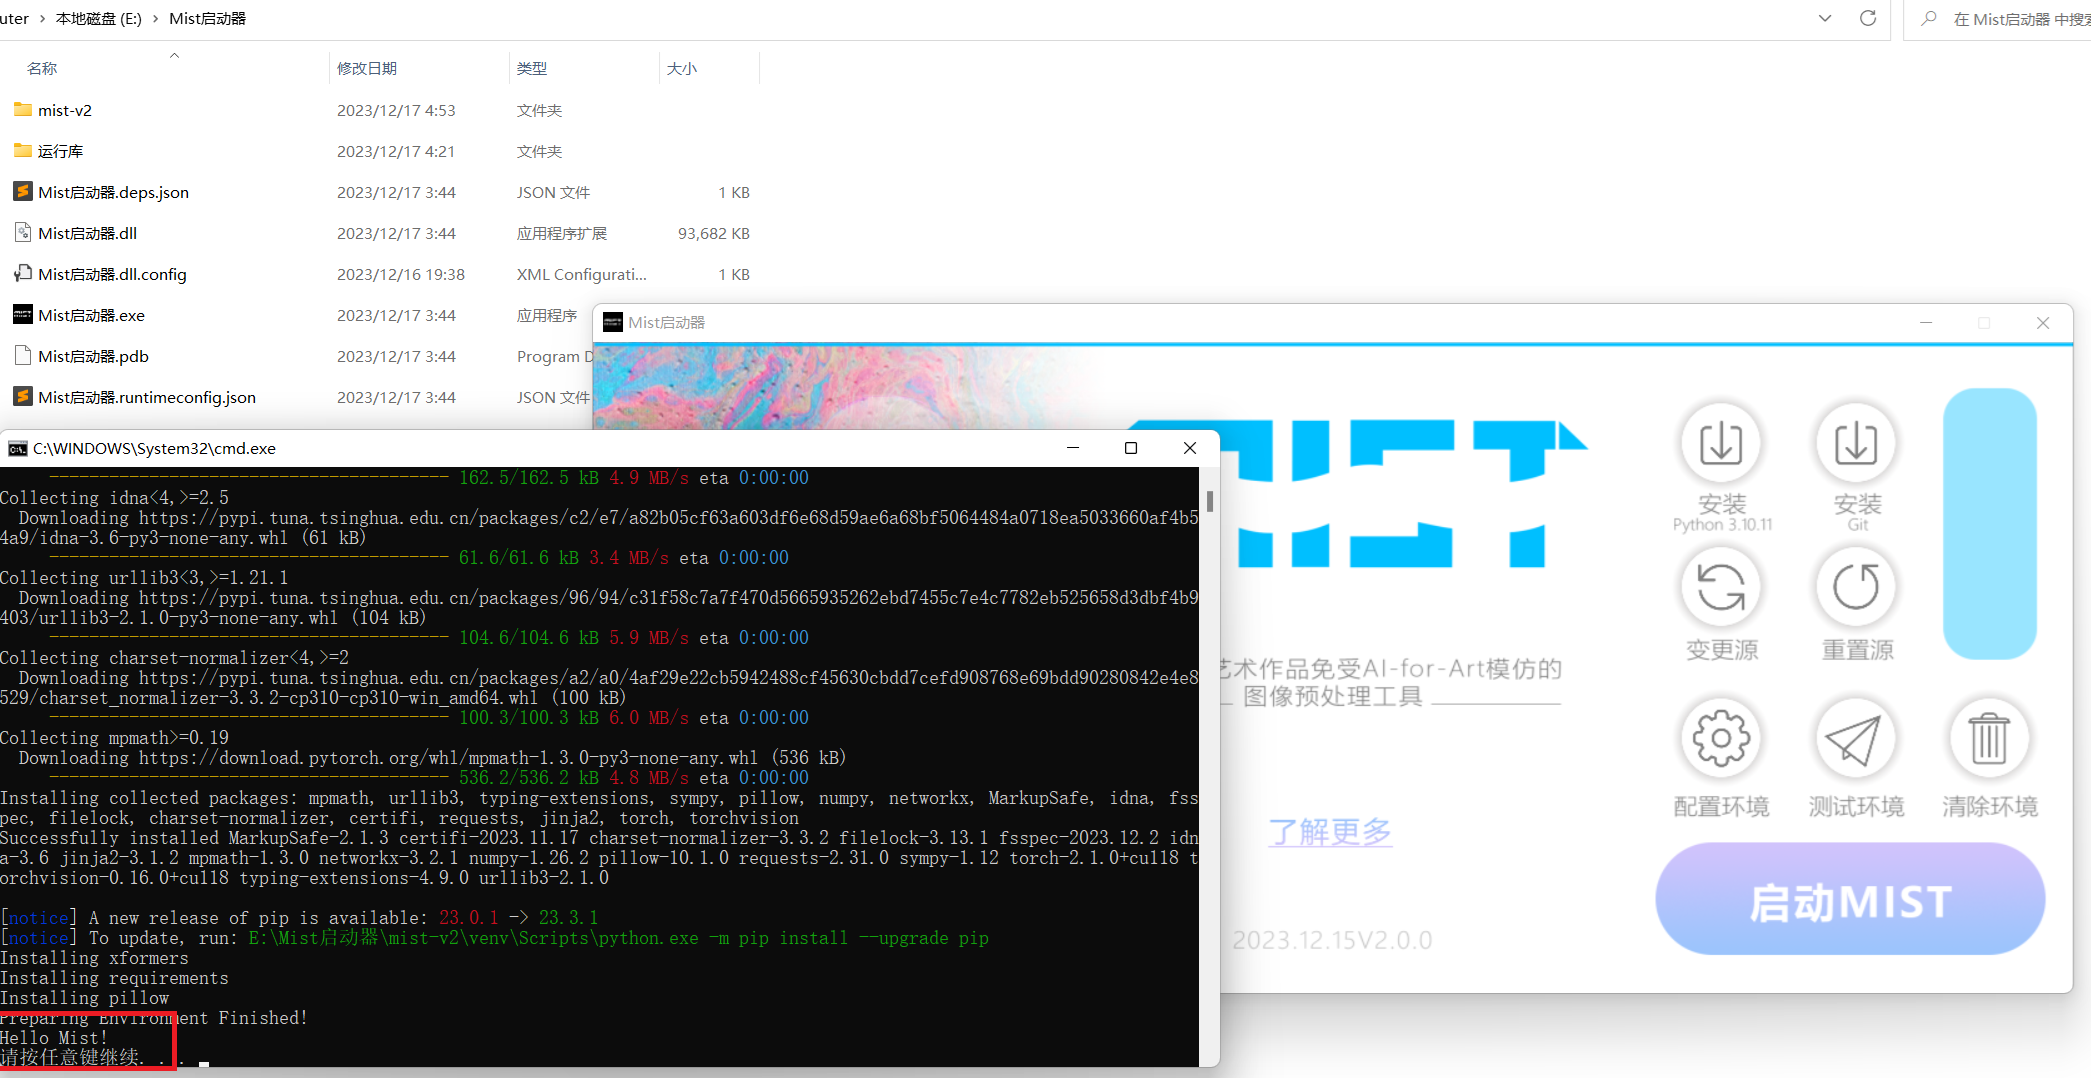 uter › 本地磁盘 (E:) › Mist启动器
在 Mist启动器 中搜索
名称 修改日期 类型 大小
mist-v2 2023/12/17 4:53 文件夹
运行库 2023/12/17 4:21 文件夹
Mist启动器.deps.json 2023/12/17 3:44 JSON 文件 1 KB
Mist启动器.dll 2023/12/17 3:44 应用程序扩展 93,682 KB
Mist启动器.dll.config 2023/12/16 19:38 XML Configurati... 1 KB
Mist启动器.exe 2023/12/17 3:44 应用程序
Mist启动器.pdb 2023/12/17 3:44 Program D
Mist启动器.runtimeconfig.json 2023/12/17 3:44 JSON 文件
C:\WINDOWS\System32\cmd.exe
---------------------------------------- 162.5/162.5 kB 4.9 MB/s eta 0:00:00
Collecting idna<4,>=2.5
Downloading https://pypi.tuna.tsinghua.edu.cn/packages/c2/e7/a82b05cf63a603df6e68d59ae6a68bf5064484a0718ea5033660af4b5
4a9/idna-3.6-py3-none-any.whl (61 kB)
---------------------------------------- 61.6/61.6 kB 3.4 MB/s eta 0:00:00
Collecting urllib3<3,>=1.21.1
Downloading https://pypi.tuna.tsinghua.edu.cn/packages/96/94/c31f58c7a7f470d5665935262ebd7455c7e4c7782eb525658d3dbf4b9
403/urllib3-2.1.0-py3-none-any.whl (104 kB)
---------------------------------------- 104.6/104.6 kB 5.9 MB/s eta 0:00:00
Collecting charset-normalizer<4,>=2
Downloading https://pypi.tuna.tsinghua.edu.cn/packages/a2/a0/4af29e22cb5942488cf45630cbdd7cefd908768e69bdd90280842e4e8
529/charset_normalizer-3.3.2-cp310-cp310-win_amd64.whl (100 kB)
---------------------------------------- 100.3/100.3 kB 6.0 MB/s eta 0:00:00
Collecting mpmath>=0.19
Downloading https://download.pytorch.org/whl/mpmath-1.3.0-py3-none-any.whl (536 kB)
---------------------------------------- 536.2/536.2 kB 4.8 MB/s eta 0:00:00
Installing collected packages: mpmath, urllib3, typing-extensions, sympy, pillow, numpy, networkx, MarkupSafe, idna, fss
pec, filelock, charset-normalizer, certifi, requests, jinja2, torch, torchvision
Successfully installed MarkupSafe-2.1.3 certifi-2023.11.17 charset-normalizer-3.3.2 filelock-3.13.1 fsspec-2023.12.2 idn
a-3.6 jinja2-3.1.2 mpmath-1.3.0 networkx-3.2.1 numpy-1.26.2 pillow-10.1.0 requests-2.31.0 sympy-1.12 torch-2.1.0+cu118 t
orchvision-0.16.0+cu118 typing-extensions-4.9.0 urllib3-2.1.0
[notice] A new release of pip is available: 23.0.1 -> 23.3.1
[notice] To update, run: E:\Mist启动器\mist-v2\venv\Scripts\python.exe -m pip install --upgrade pip
Installing xformers
Installing requirements
Installing pillow
Preparing Environment Finished!
Hello Mist!
请按任意键继续. . .
Mist启动器
MIST
艺术作品免受AI-for-Art模仿的
图像预处理工具
了解更多
2023.12.15V2.0.0
安装
Python 3.10.11
安装
Git
变更源 重置源
配置环境 测试环境 清除环境
启动MIST